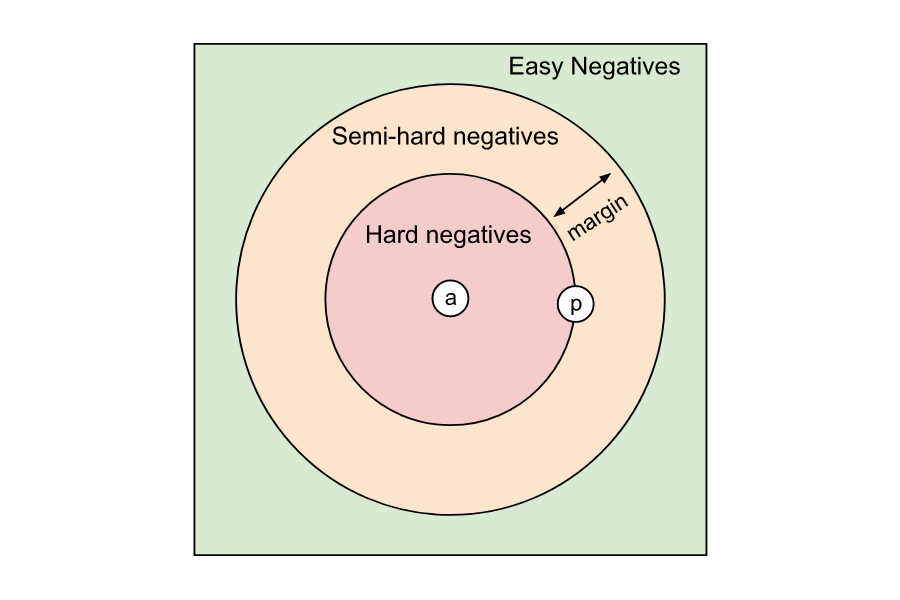 Easy Negatives
Semi-hard negatives
margin
Hard negatives
a
p